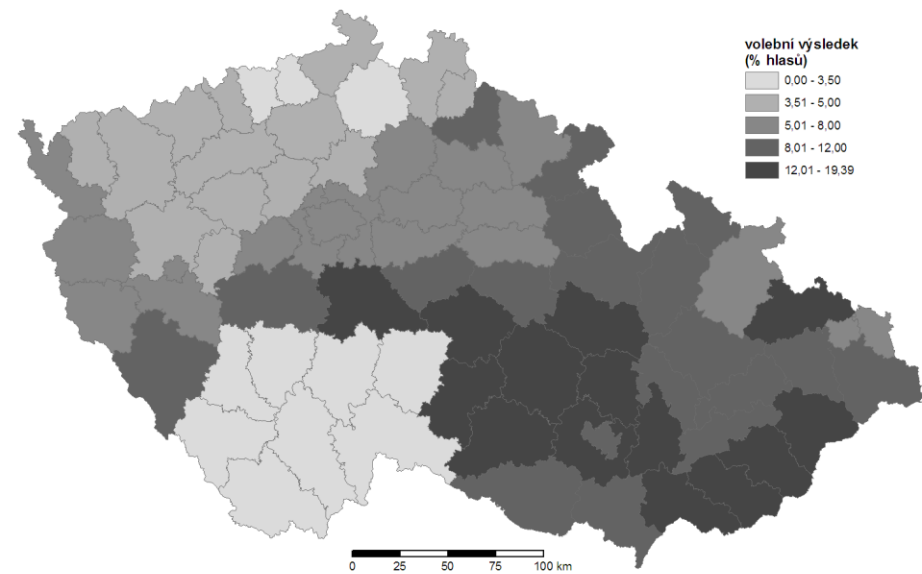 volební výsledek
(% hlasů)
0,00 - 3,50
3,51 - 5,00
5,01 - 8,00
8,01 - 12,00
12,01 - 19,39
0 25 50 75 100 km